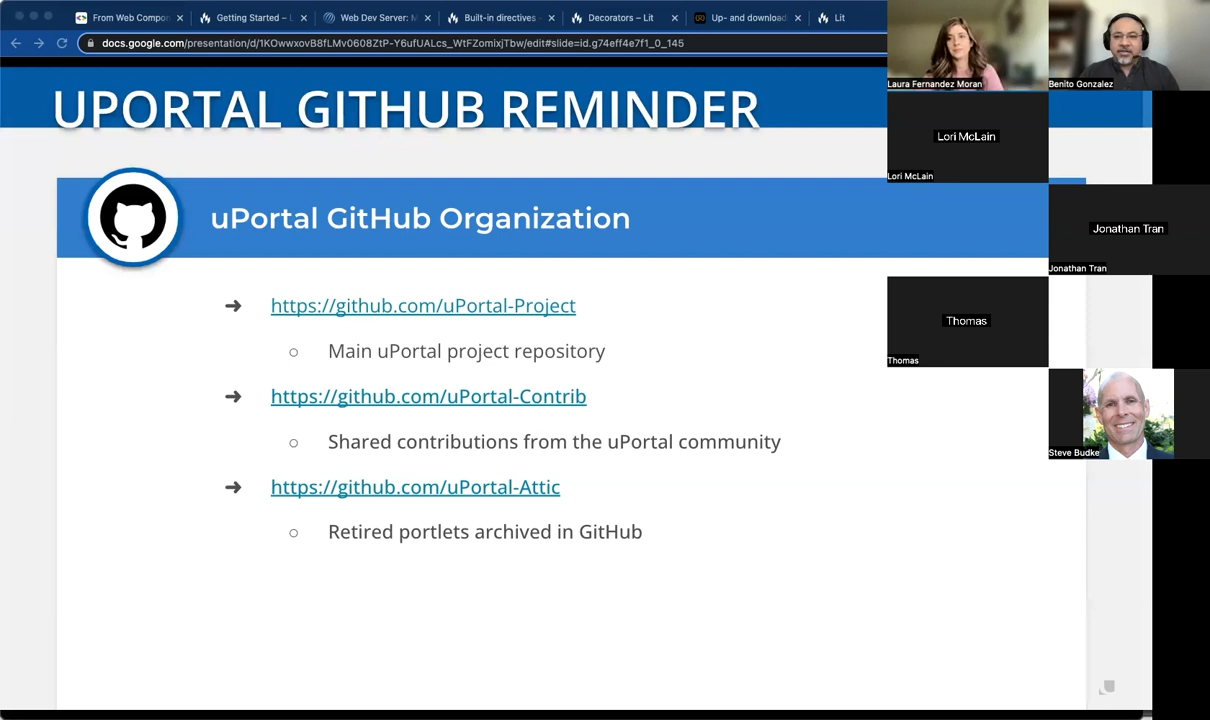 From Web Compon
Getting Started – L
Web Dev Server: M
Built-in directives –
Decorators – Lit
Up- and download
Lit
docs.google.com/presentation/d/1KOwwxovB8fLMv0608ZtP-Y6ufUALcs_WtFZomixjTbw/edit#slide=id.g74eff4e7f1_0_145
UPORTAL GITHUB REMINDER
uPortal GitHub Organization
https://github.com/uPortal-Project
Main uPortal project repository
https://github.com/uPortal-Contrib
Shared contributions from the uPortal community
https://github.com/uPortal-Attic
Retired portlets archived in GitHub
Laura Fernandez Moran
Benito Gonzalez
Lori McLain
Lori McLain
Jonathan Tran
Jonathan Tran
Thomas
Thomas
Steve Budke